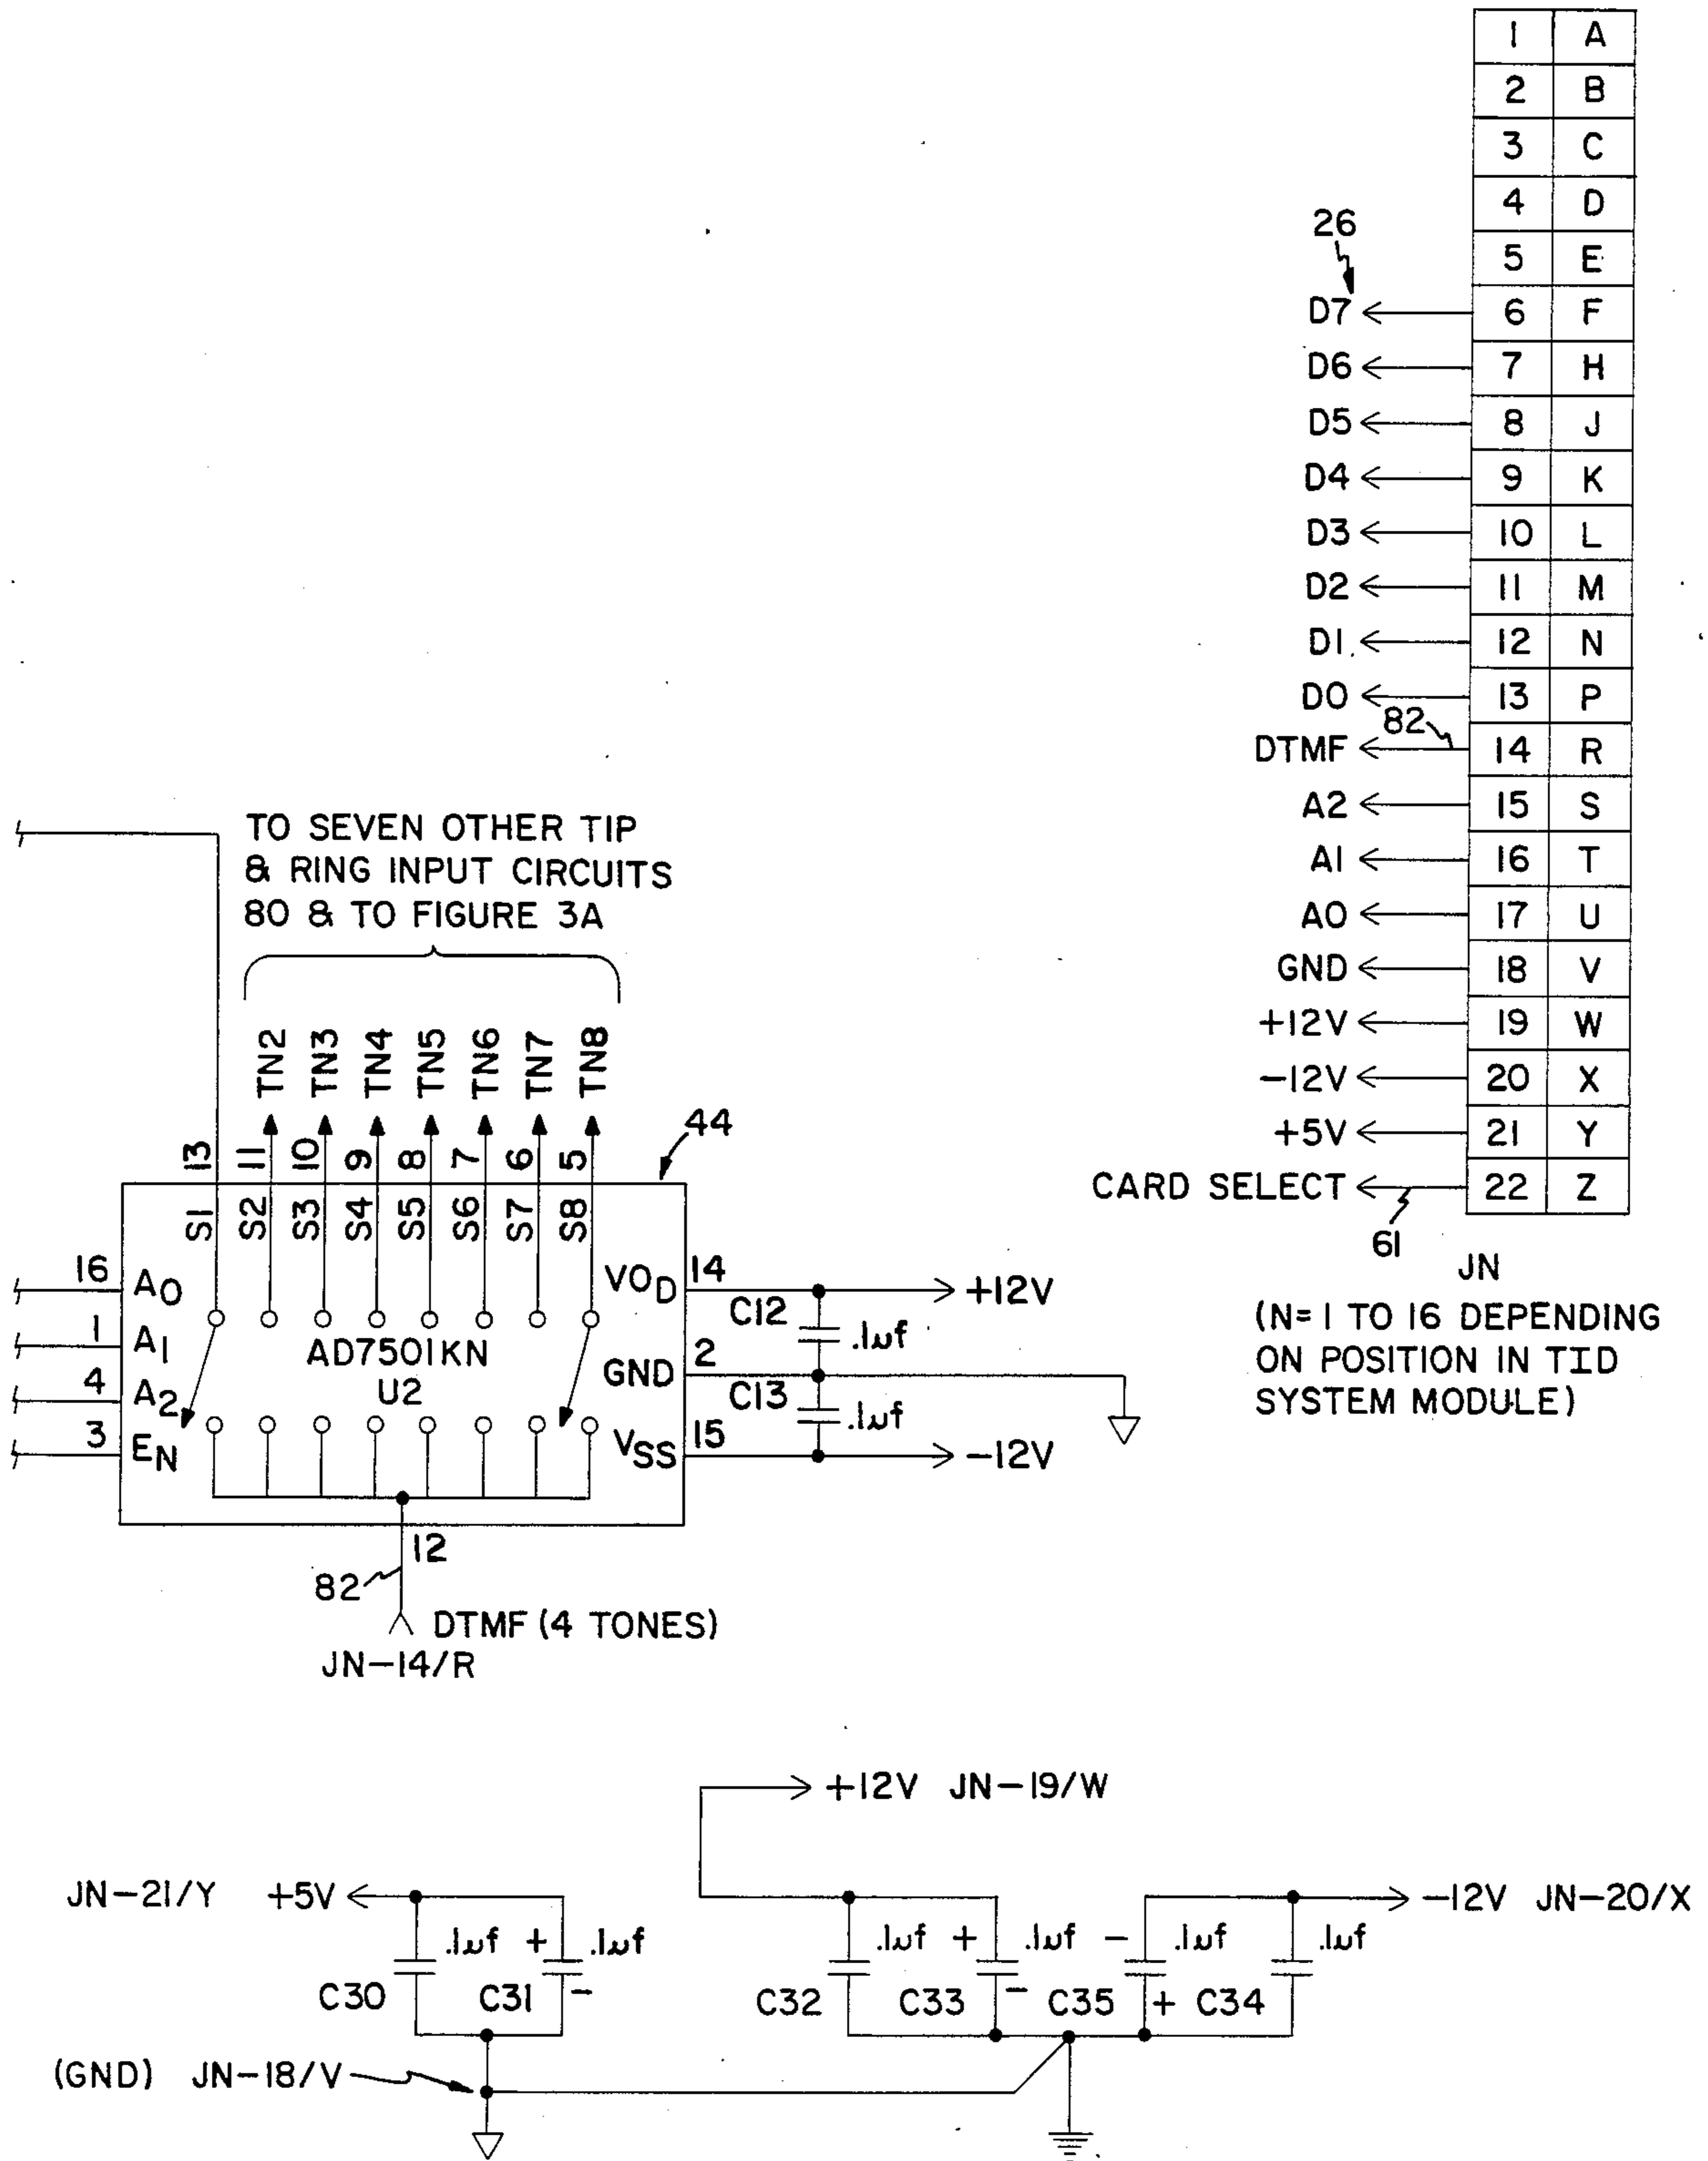 1 A
2 B
3 C
4 D
5 E
26
D7 6 F
D6 7 H
D5 8 J
D4 9 K
D3 10 L
D2 11 M
D1 12 N
D0 13 P
82
DTMF 14 R
A2 15 S
A1 16 T
A0 17 U
GND 18 V
+12V 19 W
-12V 20 X
+5V 21 Y
CARD SELECT 22 Z
61
JN
(N=1 TO 16 DEPENDING
ON POSITION IN TID
SYSTEM MODULE)
TO SEVEN OTHER TIP
& RING INPUT CIRCUITS
80 & TO FIGURE 3A
TN2 TN3 TN4 TN5 TN6 TN7 TN8
44
13 11 10 9 8 7 6 5
S1 S2 S3 S4 S5 S6 S7 S8
16 A0
1 A1
4 A2
3 EN
AD7501KN
U2
VOD 14 +12V
C12 .1uf
GND 2
C13 .1uf
VSS 15 -12V
12
82
DTMF (4 TONES)
JN-14/R
+12V JN-19/W
JN-21/Y +5V
-12V JN-20/X
.1uf + .1uf
C30 C31 -
.1uf + .1uf - .1uf .1uf
C32 C33 - C35 + C34
(GND) JN-18/V